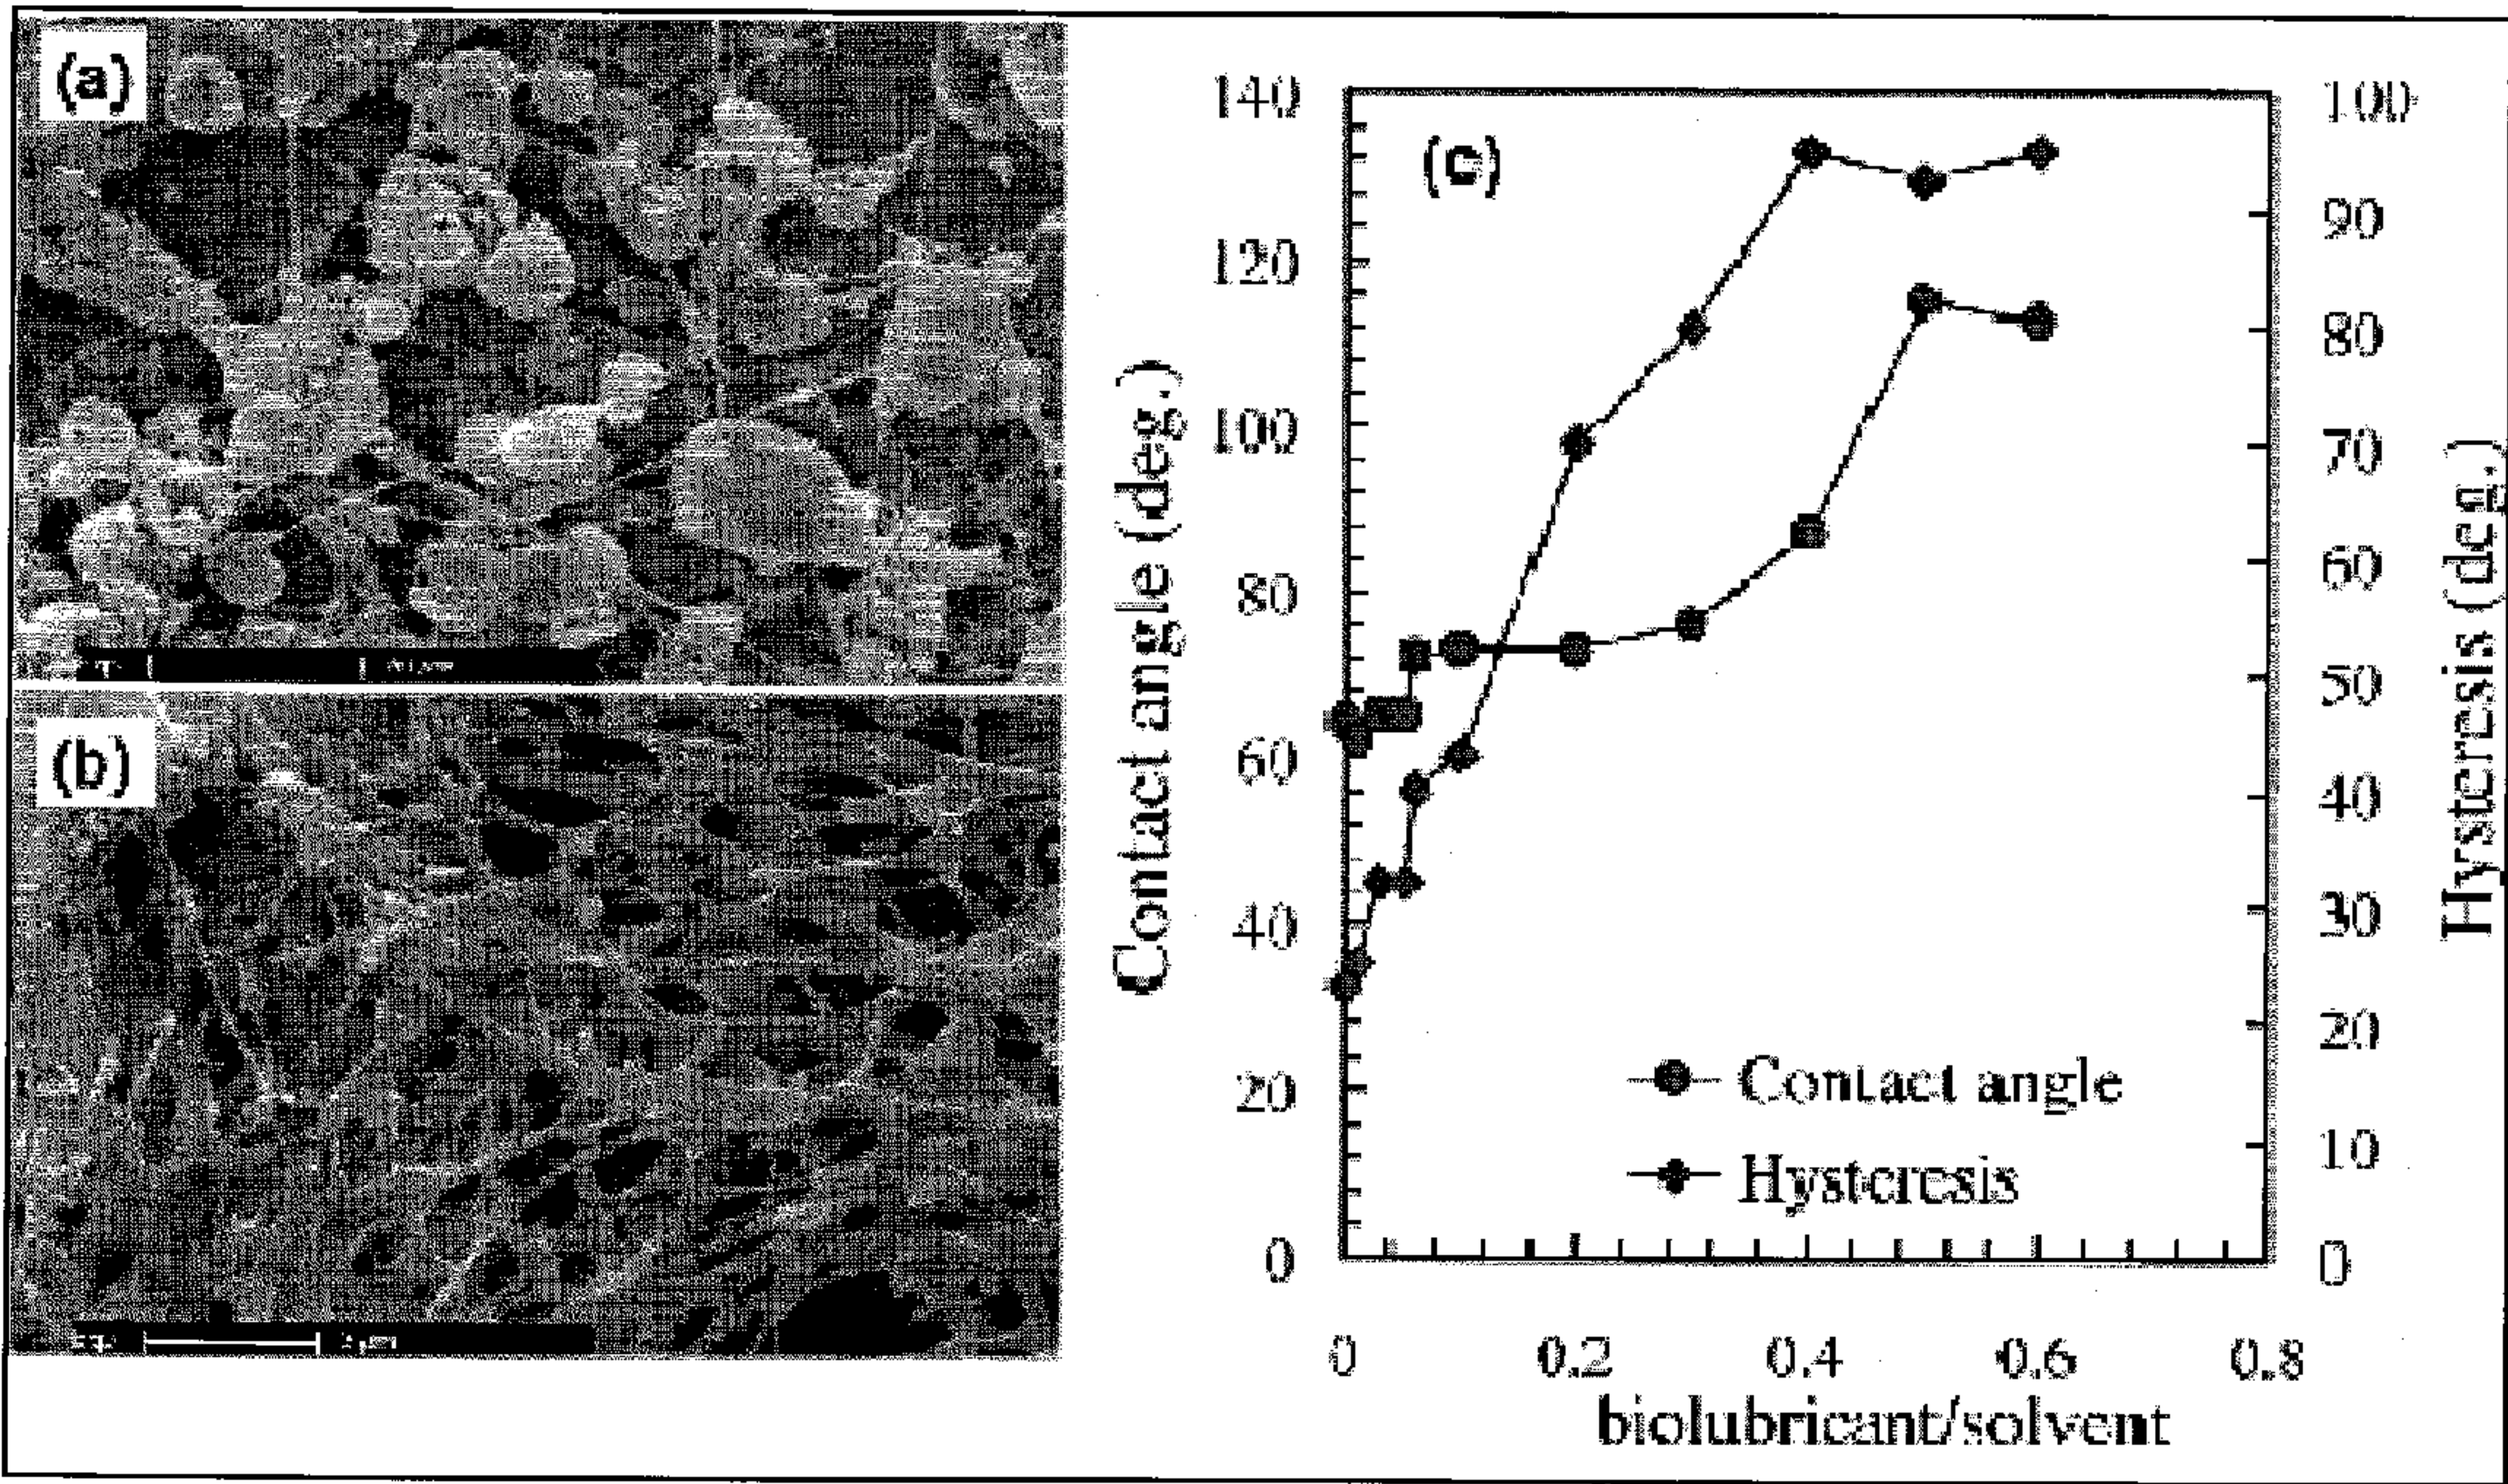 (a)
(b)
(c)
Contact angle (deg.)
140
120
100
80
60
40
20
0
100
90
80
70
60
50
40
30
20
10
0
Hysteresis (deg.)
Contact angle
Hysteresis
0 0.2 0.4 0.6 0.8
biolubricant/solvent